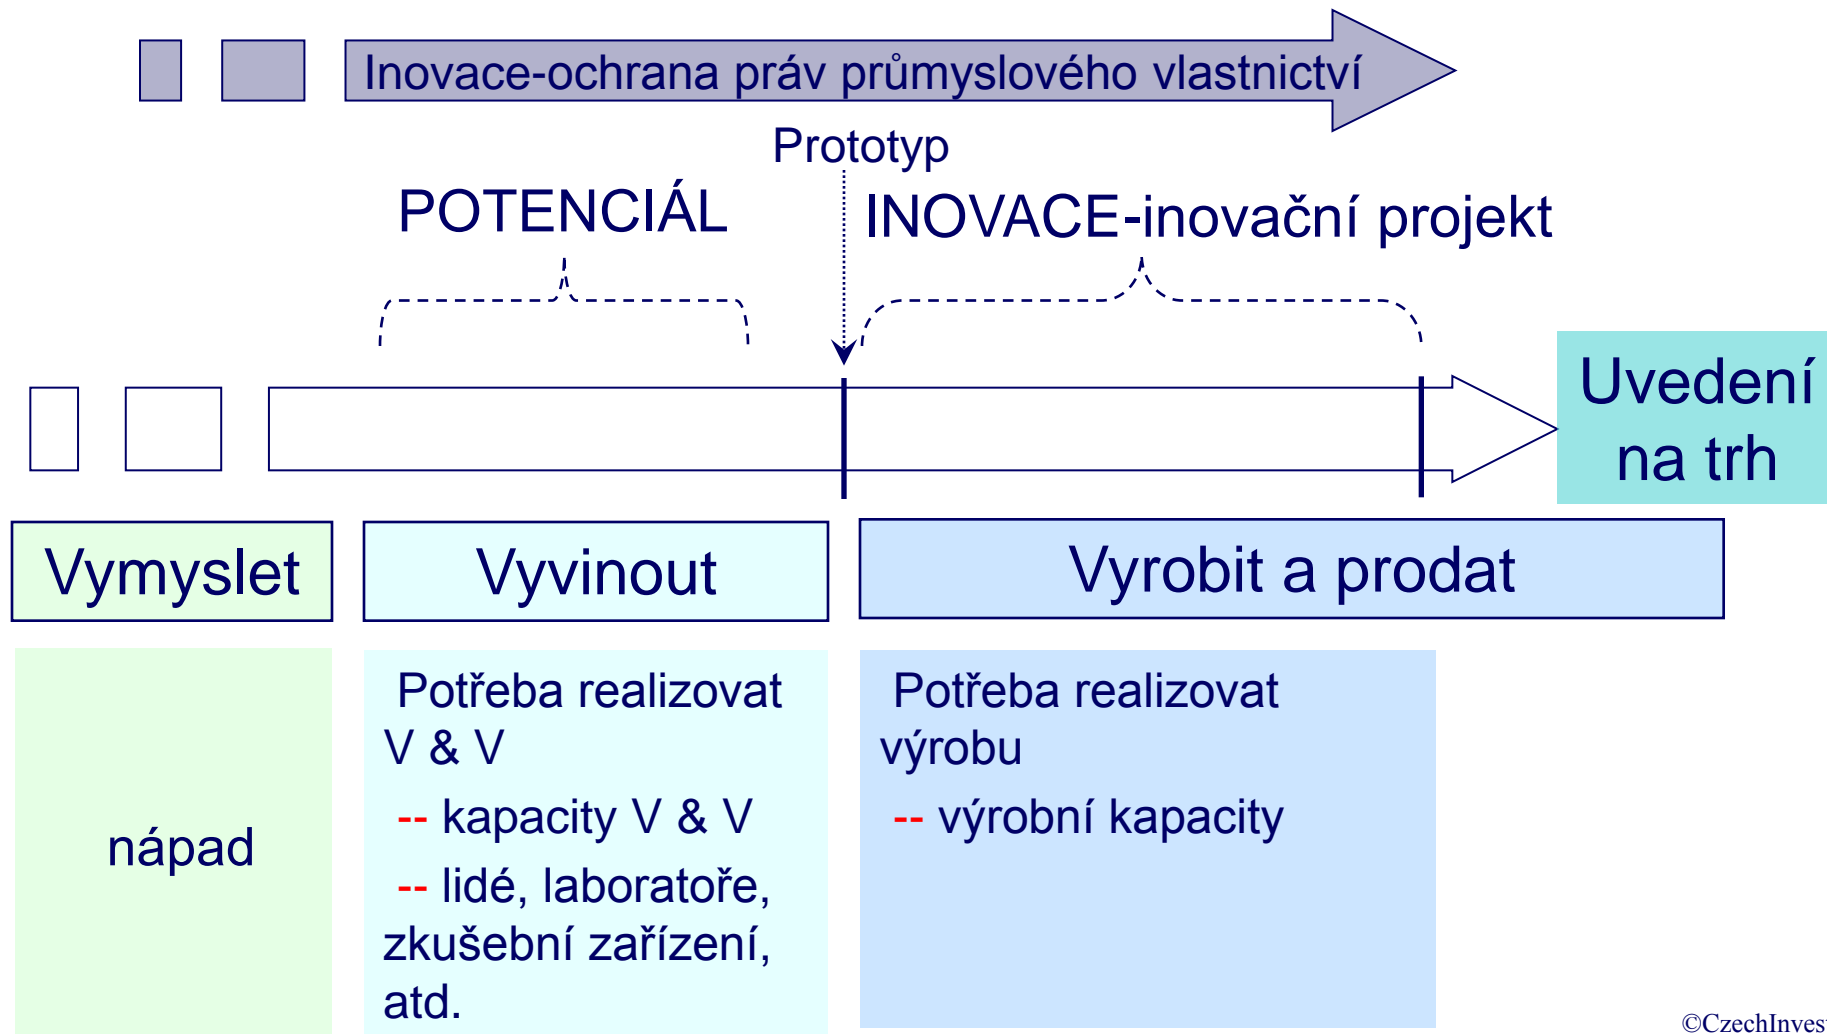 Inovace-ochrana práv průmyslového vlastnictví
Prototyp
POTENCIÁL
INOVACE-inovační projekt
Uvedení
na trh
Vymyslet
Vyvinout
Vyrobit a prodat
nápad
Potřeba realizovat
V & V
-- kapacity V & V
-- lidé, laboratoře,
zkušební zařízení,
atd.
Potřeba realizovat
výrobu
-- výrobní kapacity
©CzechInvest